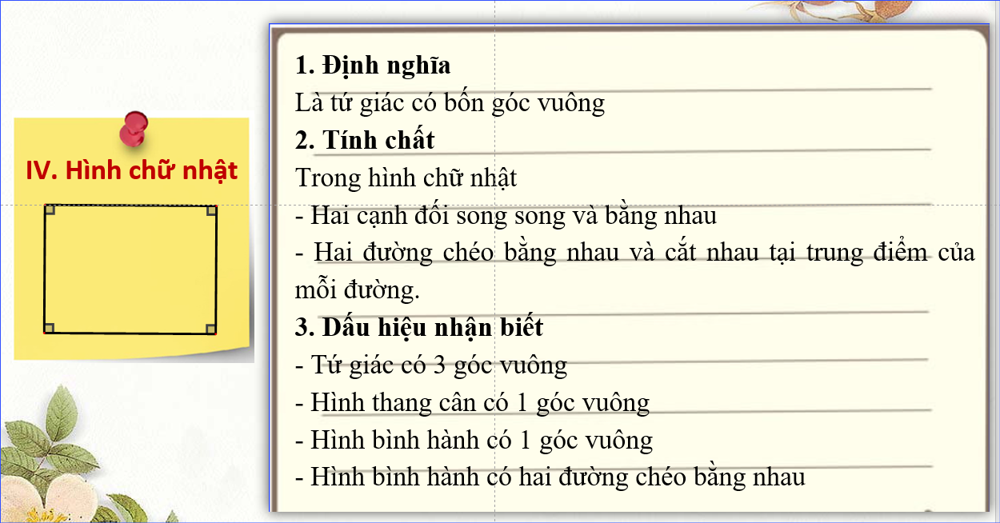 IV. Hình chữ nhật
1. Định nghĩa
Là tứ giác có bốn góc vuông
2. Tính chất
Trong hình chữ nhật
- Hai cạnh đối song song và bằng nhau
- Hai đường chéo bằng nhau và cắt nhau tại trung điểm của
mỗi đường.
3. Dấu hiệu nhận biết
- Tứ giác có 3 góc vuông
- Hình thang cân có 1 góc vuông
- Hình bình hành có 1 góc vuông
- Hình bình hành có hai đường chéo bằng nhau